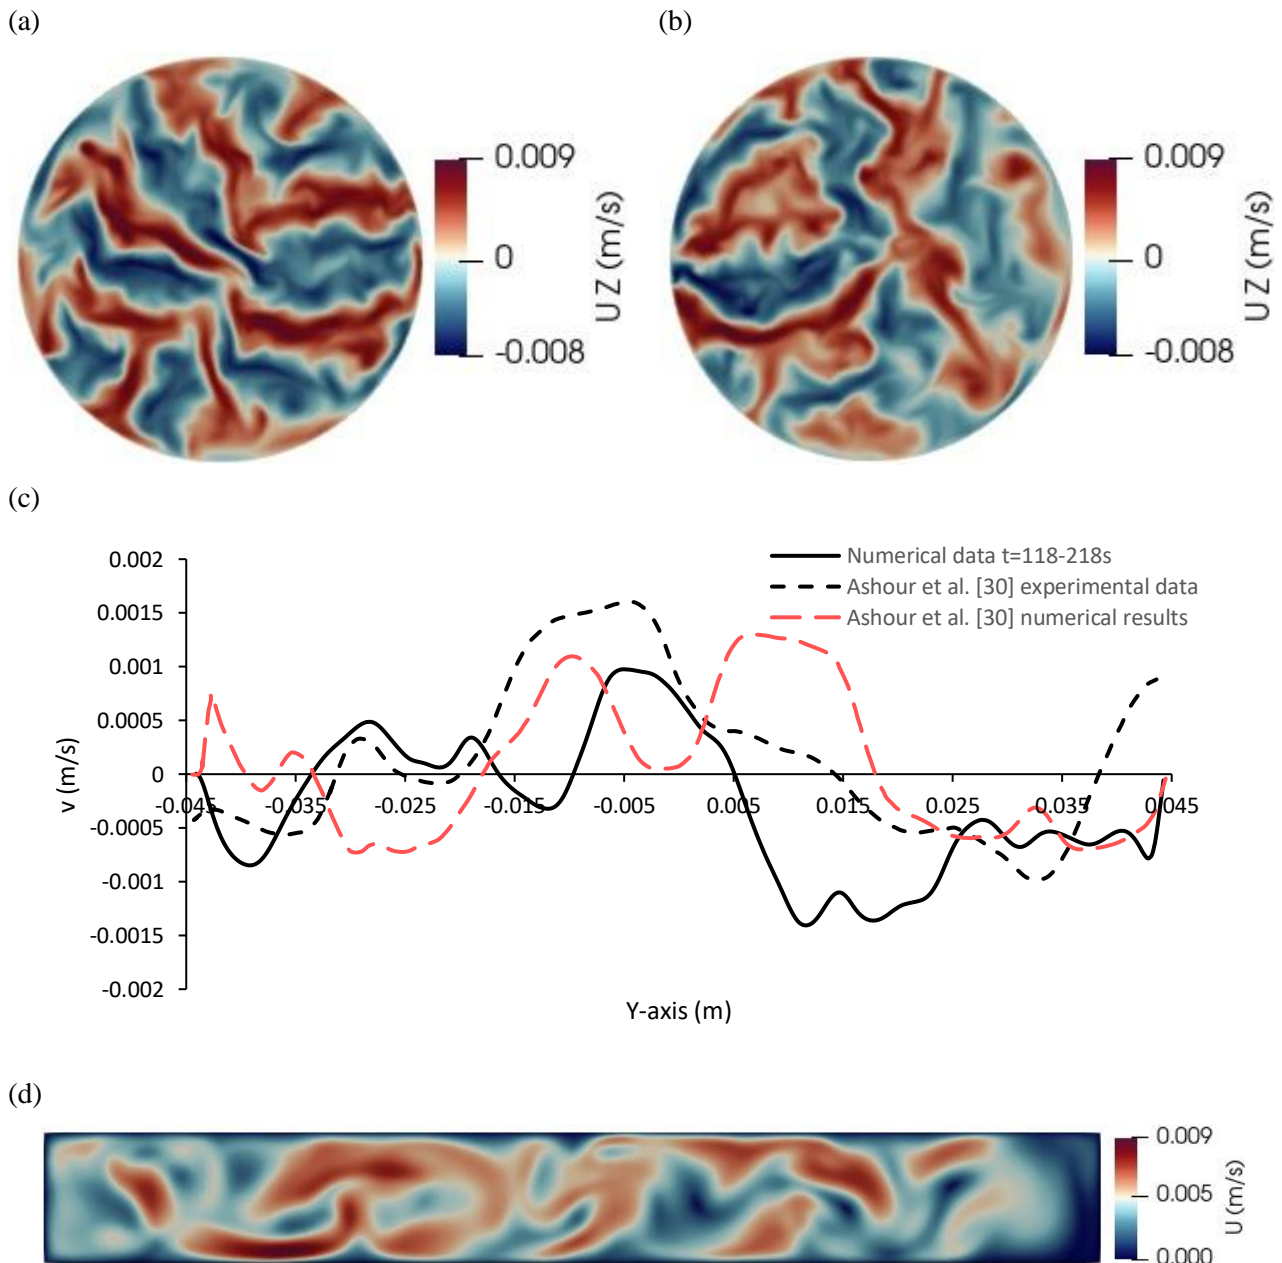 (a)
(b)
0.009
0
-0.008
U Z (m/s)
0.009
0
-0.008
U Z (m/s)
(c)
0.002
0.0015
0.001
0.0005
0
-0.0005
-0.001
-0.0015
-0.002
v (m/s)
-0.045 -0.035 -0.025 -0.015 -0.005 0.005 0.015 0.025 0.035 0.045
Numerical data t=118-218s
Ashour et al. [30] experimental data
Ashour et al. [30] numerical results
Y-axis (m)
(d)
0.009
0.005
0.000
U (m/s)